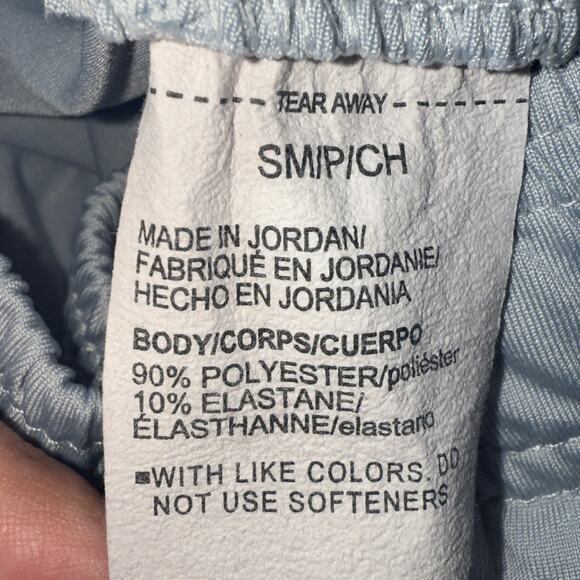 TEAR AWAY
SM/P/CH
MADE IN JORDAN/
FABRIQUÉ EN JORDANIE/
HECHO EN JORDANIA
BODY/CORPS/CUERPO
90% POLYESTER/poliéster
10% ELASTANE/
ÉLASTHANNE/elastano
■WITH LIKE COLORS. DO
NOT USE SOFTENERS